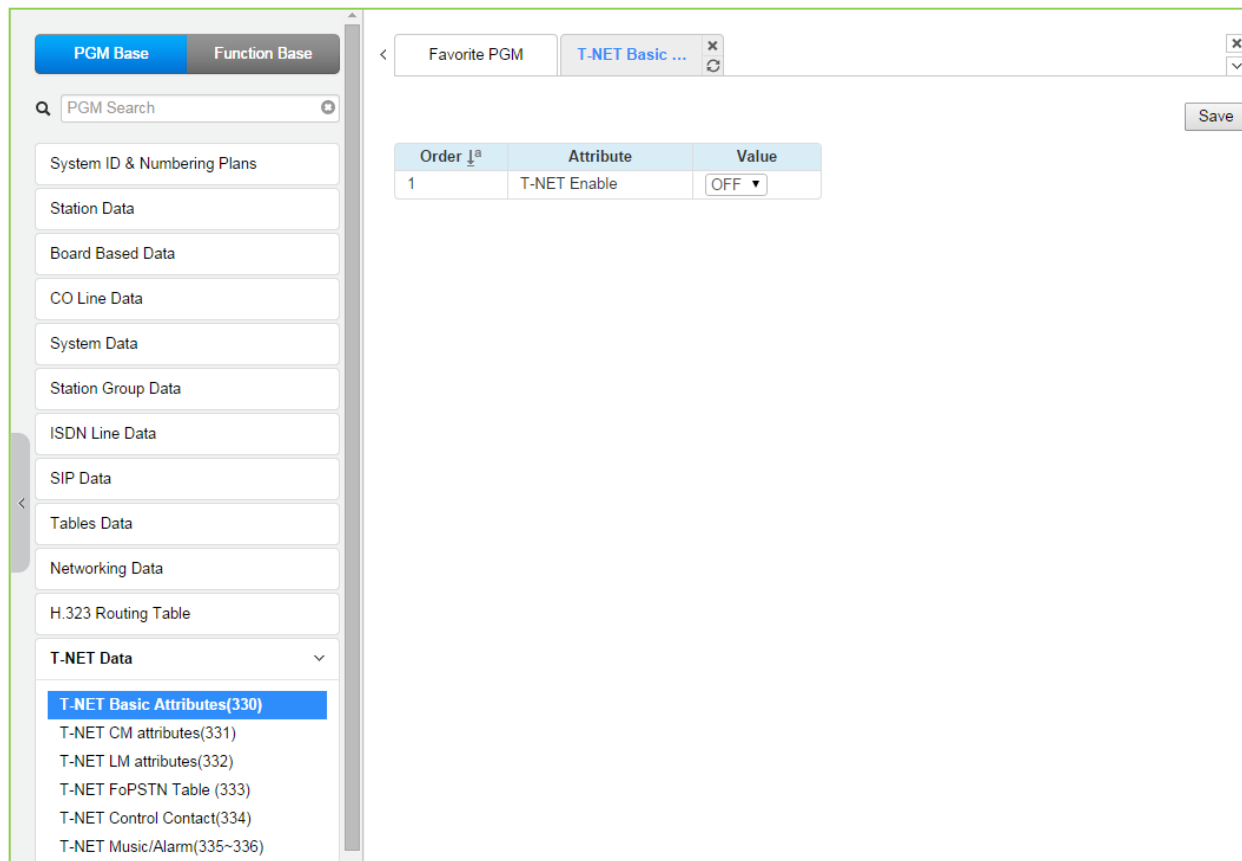 PGM Base Function Base
PGM Search
System ID & Numbering Plans
Station Data
Board Based Data
CO Line Data
System Data
Station Group Data
ISDN Line Data
SIP Data
Tables Data
Networking Data
H.323 Routing Table
T-NET Data
T-NET Basic Attributes(330)
T-NET CM attributes(331)
T-NET LM attributes(332)
T-NET FoPSTN Table (333)
T-NET Control Contact(334)
T-NET Music/Alarm(335~336)
Favorite PGM T-NET Basic ...
Save
Order Attribute Value
1 T-NET Enable OFF